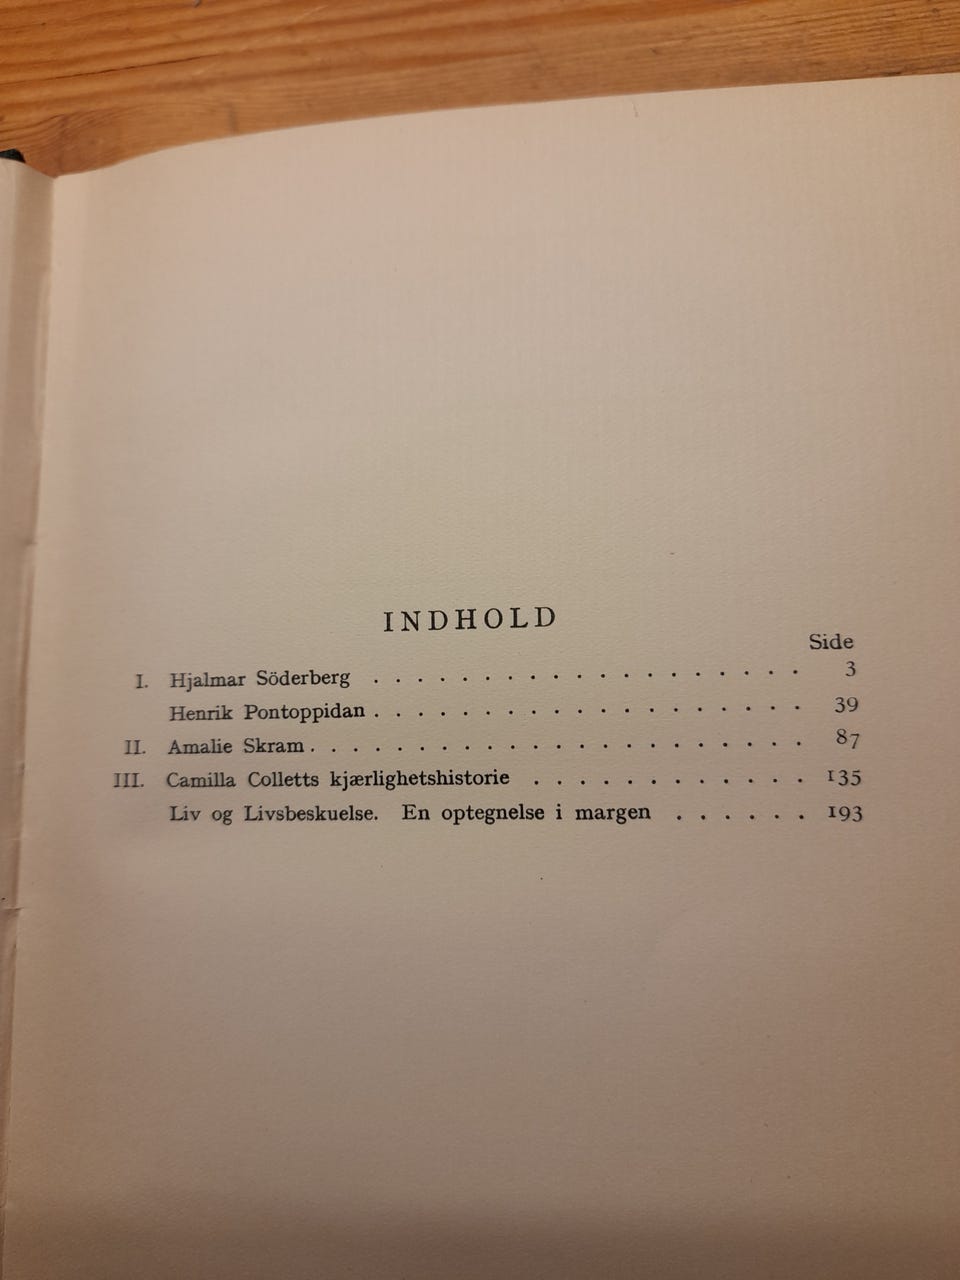 INDHOLD
Side
I. Hjalmar Söderberg . . . . . . . . . . . . . . . . . . . . 3
Henrik Pontoppidan . . . . . . . . . . . . . . . . . . . . 39
II. Amalie Skram . . . . . . . . . . . . . . . . . . . . . . . 87
III. Camilla Colletts kjærlighetshistorie . . . . . . . . . . . . . 135
Liv og Livsbeskuelse. En optegnelse i margen . . . . . . 193